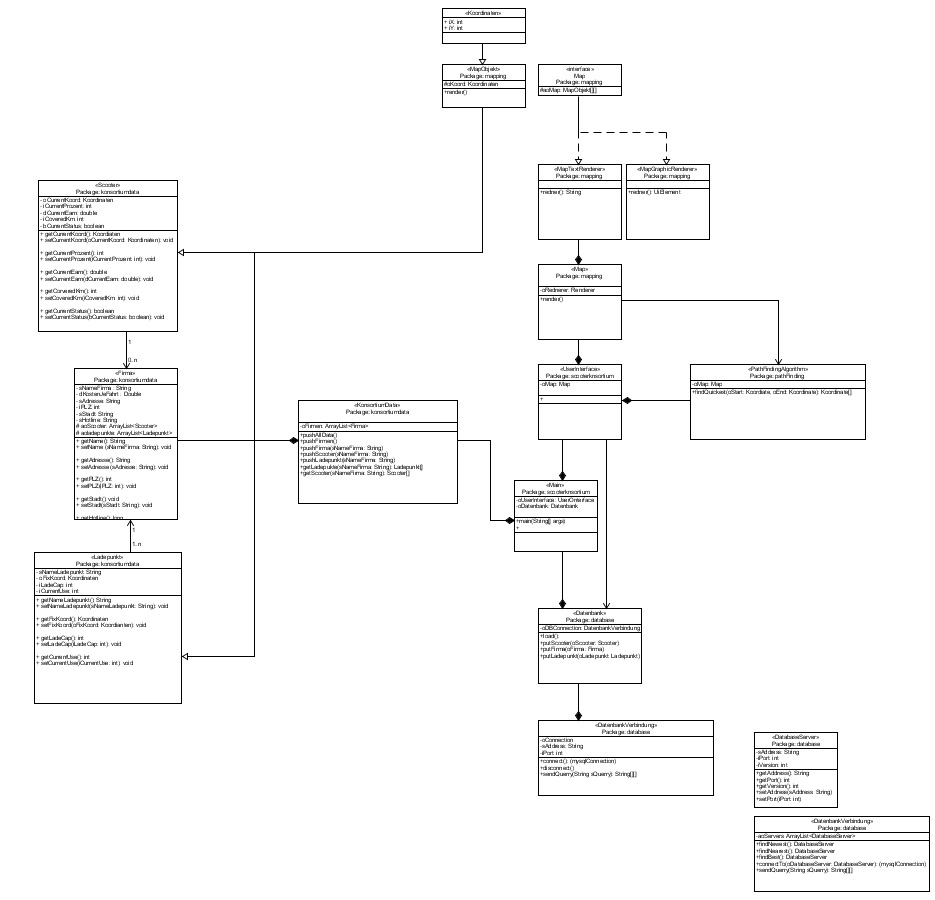 «Koordinaten»
+ iX: int
+ iY: int
«MapObjekt»
Package: mapping
#oKoord: Koordinaten
+render()
«interface»
Map
Package: mapping
#aoMap: MapObjekt[][]
«MapTextRenderer»
Package: mapping
+redner(): String
«MapGraphicRenderer»
Package: mapping
+redner(): UiElement
«Scooter»
Package: konsortiumdata
- oCurrentKoord: Koordinaten
- iCurrentProzent: int
- dCurrentEarn: double
- iCoveredKm: int
- bCurrentStatus: boolean
+ getCurrentKoord(): Koordiaten
+ setCurrentKoord(oCurrentKoord: Koordinaten): void
+ getCurrentProzent(): int
+ setCurrentProzent(iCurrentProzent: int): void
+ getCurrentEarn(): double
+ setCurrentEarn(dCurrentEarn: double): void
+ getCorveredKm(): int
+ setCoveredKm(iCoveredKm: int): void
+ getCurrentStatus(): boolean
+ setCurrentStatus(bCurrentStatus: boolean): void
«Map»
Package: mapping
-oRednerer: Renderer
+render()
1
0..n
«Firma»
Package: konsortiumdata
- sNameFirma : String
- dKostenJeFahrt : Double
- sAdresse: String
- iPLZ: int
- sStadt: String
- sHotline: String
# aoScooter: ArrayList<Scooter>
# aoladepunkte: ArrayList<Ladepunkt>
+ getName(): String
+ setName (sNameFirma: String): void
+ getAdresse(): String
+ setAdresse(sAdresse: String): void
+ getPLZ(): int
+ setPLZ(iPLZ: int): void
+ getStadt(): void
+ setStadt(sStadt: String): void
+ getHotline(): long
«UserInterface»
Package: scooterkonsortium
-oMap: Map
+
«PathFindingAlgorithm»
Package: pathFinding
-oMap: Map
+findQuickest(oStart: Koordiate, oEnd: Koordinate): Koordinate[]
«KonsortiumData»
Package: konsortiumdata
-oFirmen: ArrayList<Firma>
+pushAllData()
+pushFirmen()
+pushFirma(sNameFirma: String)
+pushScooter(sNameFirma: String)
+pushLadepunkt(sNameFirma: String)
+getLadepukte(sNameFirma: String): Ladepunkt[]
+getScooter(sNameFirma: String): Scooter[]
«Main»
Package: scooterkonsortium
-oUserInterface: UserOnterface
-oDatenbank: Datenbank
+main(String[] args)
+
1
1..n
«Ladepunkt»
Package: konsortiumdata
- sNameLadepunkt: String
- oFixKoord: Koordinaten
- iLadeCap: int
- iCurrentUse: int
+ getNameLadepunkt(): String
+ setNameLadepunkt(sNameLadepunkt: String): void
+ getFixKoord(): Koordinaten
+ setFixKoord(oFixKoord: Koordianten): void
+ getLadeCap(): int
+ setLadeCap(iLadeCap: int): void
+ getCurrentUse(): int
+ setCurrentUse(iCurrentUse: int): void
«Datenbank»
Package: database
-oDBConnection: DatenbankVerbindung
+load()
+putScooter(oScooter: Scooter)
+putFirma(oFirma: Firma)
+putLadepunkt(oLadepunkt: Ladepunkt)
«DatenbankVerbindung»
Package: database
-oConnection
-sAddress: String
-iPort: int
+connect(): (mysqlConnection)
+disconnect()
+sendQuerry(String sQuerry): String[][]
«DatabaseServer»
Package: database
-sAddress: String
-iPort: int
-iVersion: int
+getAddress(): String
+getPort(): int
+getVersion(): int
+setAddress(sAddress: String)
+setPort(iPort: int)
«DatenbankVerbindung»
Package: database
-aoServers: ArrayList<DatabaseServer>
+findNewest(): DatabaseServer
+findNearest(): DatabaseServer
+findBest(): DatabaseServer
+connectTo(oDatabaseServer: DatabaseServer): (mysqlConnection)
+sendQuerry(String sQuerry): String[][]